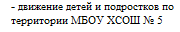 - движение детей и подростков по
территории МБОУ ХСОШ № 5